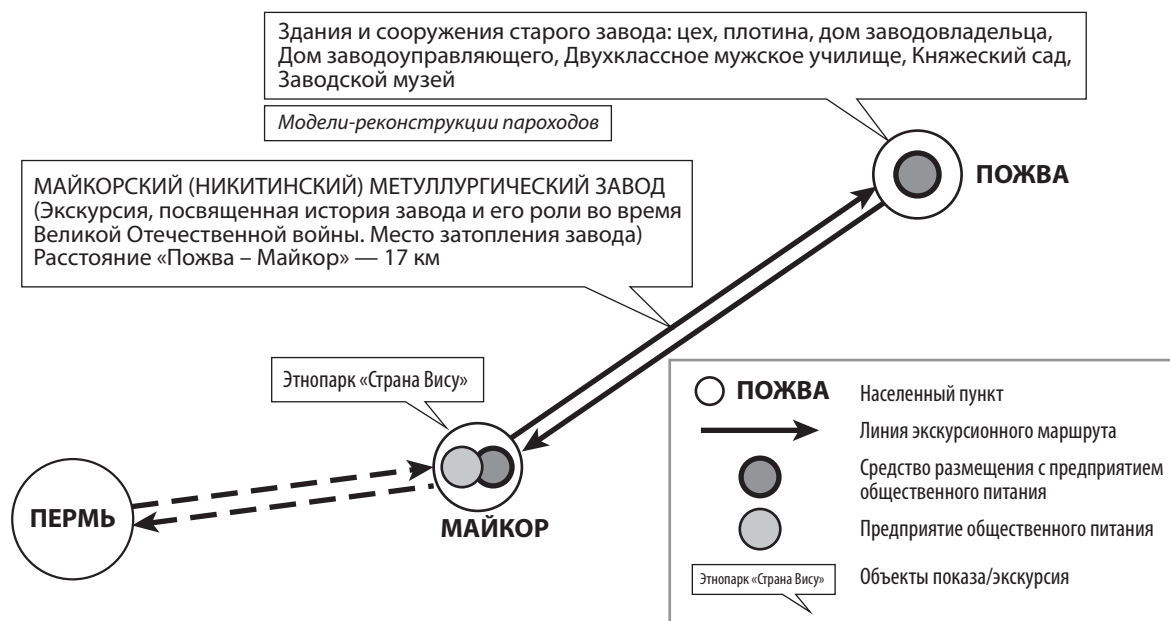 Здания и сооружения старого завода: цех, плотина, дом заводовладельца,
Дом заводоуправляющего, Двухклассное мужское училище, Княжеский сад,
Заводской музей
Модели-реконструкции пароходов
ПОЖВА
МАЙКОРСКИЙ (НИКИТИНСКИЙ) МЕТУЛЛУРГИЧЕСКИЙ ЗАВОД
(Экскурсия, посвященная история завода и его роли во время
Великой Отечественной войны. Место затопления завода)
Расстояние «Пожва – Майкор» — 17 км
Этнопарк «Страна Вису»
ПЕРМЬ
МАЙКОР
ПОЖВА Населенный пункт
Линия экскурсионного маршрута
Средство размещения с предприятием
общественного питания
Предприятие общественного питания
Этнопарк «Страна Вису» Объекты показа/экскурсия